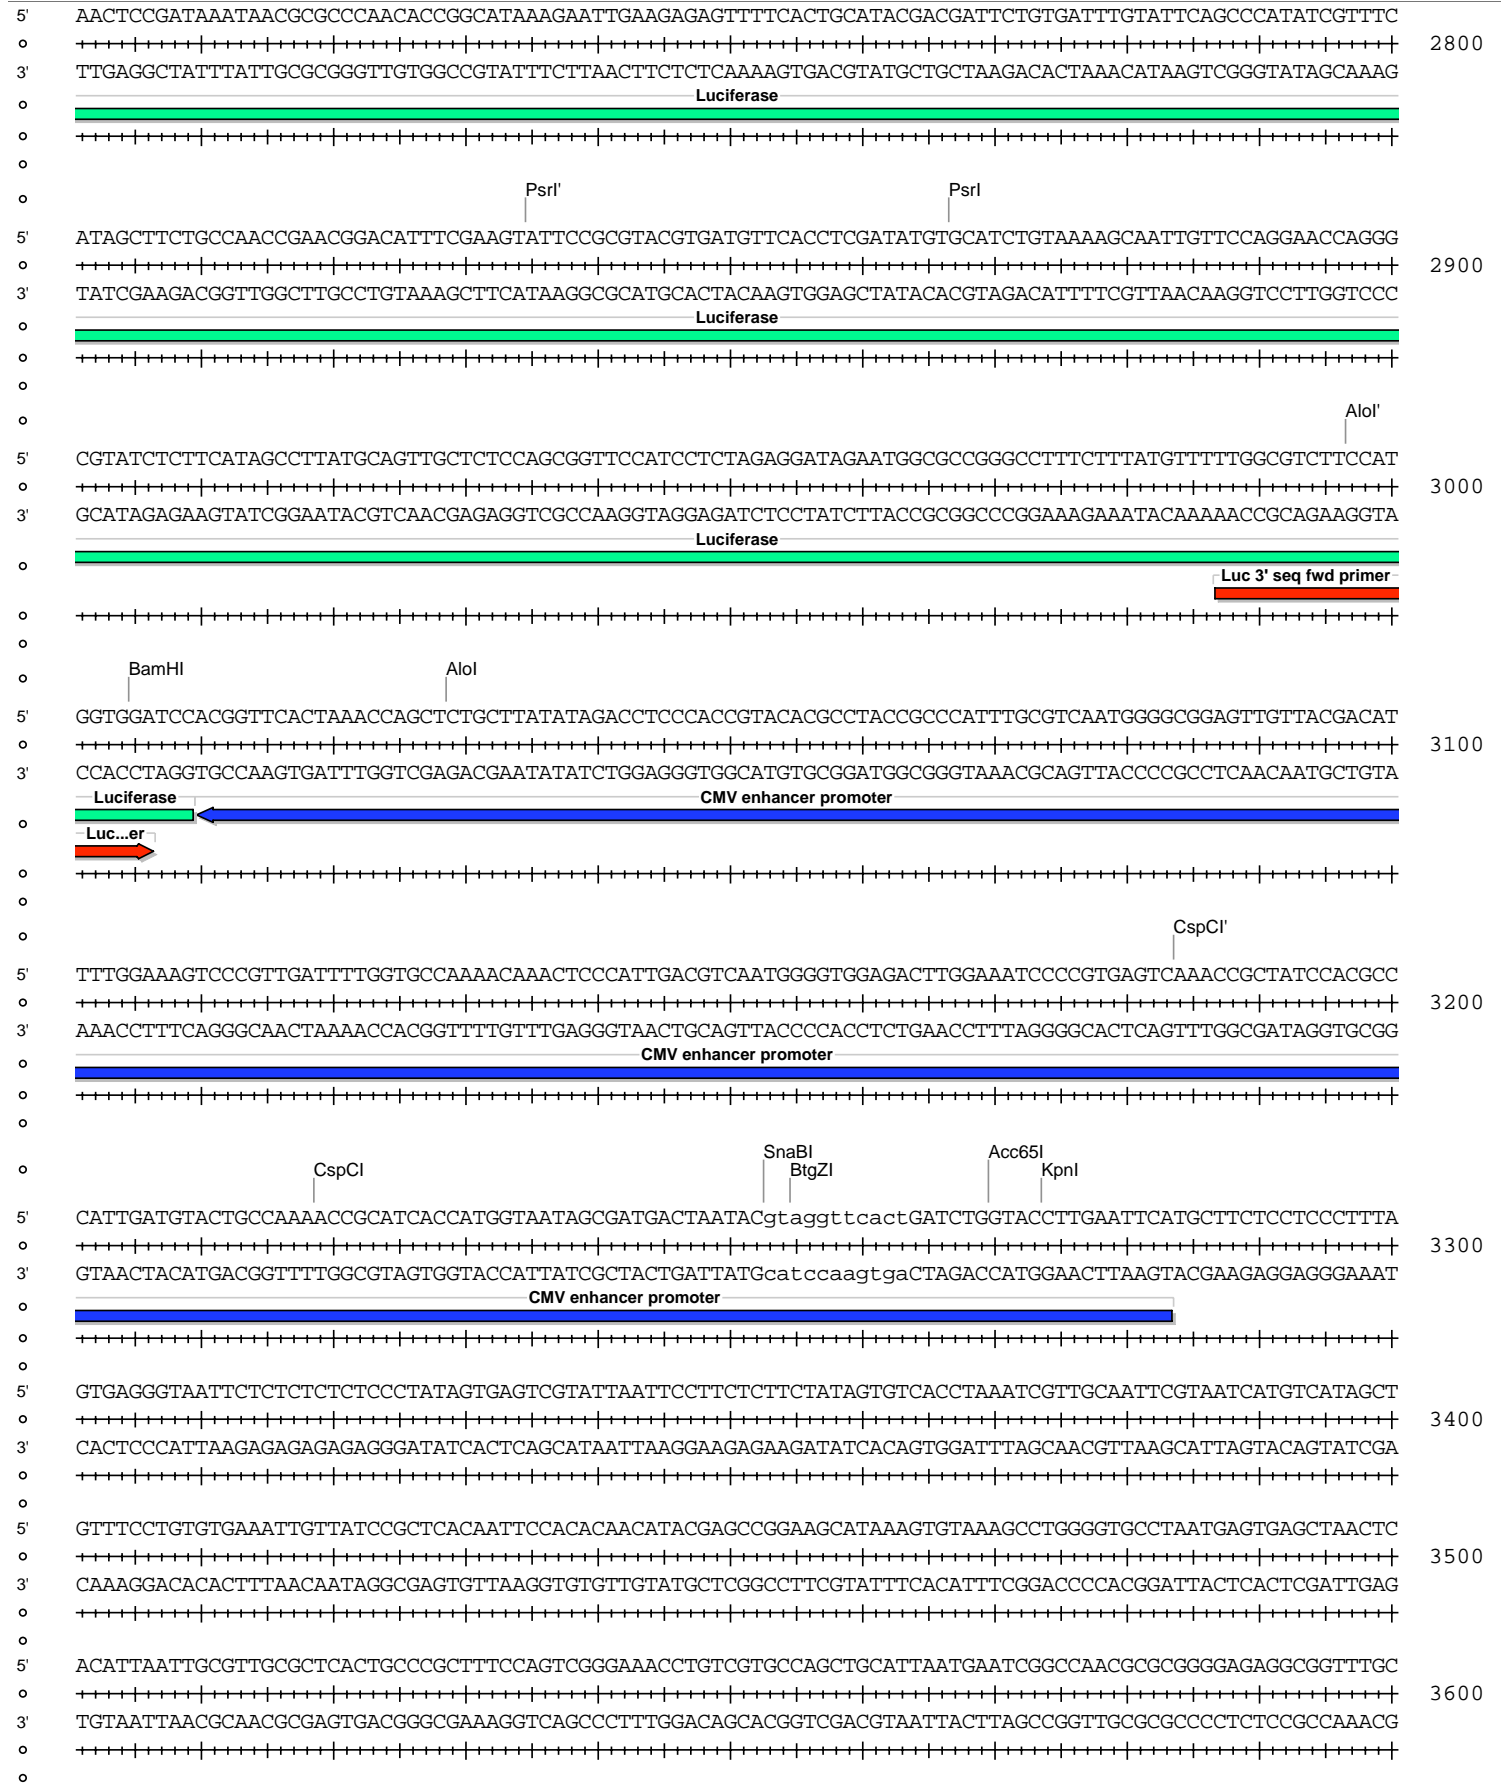 5' AACTCCGATAAATAACGCGCCCAACACCGGCATAAAGAATTGAAGAGAGTTTTCACTGCATACGACGATTCTGTGATTTGTATTCAGCCCATATCGTTTC
2800
3' TTGAGGCTATTTATTGCGCGGGTTGTGGCCGTATTTCTTAACTTCTCTCAAAAGTGACGTATGCTGCTAAGACACTAAACATAAGTCGGGTATAGCAAAG
Luciferase
PsrI' PsrI
5' ATAGCTTCTGCCAACCGAACGGACATTTCGAAGTATTCCGCGTACGTGATGTTCACCTCGATATGTGCATCTGTAAAAGCAATTGTTCCAGGAACCAGGG
2900
3' TATCGAAGACGGTTGGCTTGCCTGTAAAGCTTCATAAGGCGCATGCACTACAAGTGGAGCTATACACGTAGACATTTTCGTTAACAAGGTCCTTGGTCCC
Luciferase
AloI'
5' CGTATCTCTTCATAGCCTTATGCAGTTGCTCTCCAGCGGTTCCATCCTCTAGAGGATAGAATGGCGCCGGGCCTTTCTTTATGTTTTTGGCGTCTTCCAT
3000
3' GCATAGAGAAGTATCGGAATACGTCAACGAGAGGTCGCCAAGGTAGGAGATCTCCTATCTTACCGCGGCCCGGAAAGAAATACAAAAACCGCAGAAGGTA
Luciferase
Luc 3' seq fwd primer
BamHI AloI
5' GGTGGATCCACGGTTCACTAAACCAGCTCTGCTTATATAGACCTCCCACCGTACACGCCTACCGCCCATTTGCGTCAATGGGGCGGAGTTGTTACGACAT
3100
3' CCACCTAGGTGCCAAGTGATTTGGTCGAGACGAATATATCTGGAGGGTGGCATGTGCGGATGGCGGGTAAACGCAGTTACCCCGCCTCAACAATGCTGTA
Luciferase CMV enhancer promoter
Luc...er
CspCI'
5' TTTGGAAAGTCCCGTTGATTTTGGTGCCAAAACAAACTCCCATTGACGTCAATGGGGTGGAGACTTGGAAATCCCCGTGAGTCAAACCGCTATCCACGCC
3200
3' AAACCTTTCAGGGCAACTAAAACCACGGTTTTGTTTGAGGGTAACTGCAGTTACCCCACCTCTGAACCTTTAGGGGCACTCAGTTTGGCGATAGGTGCGG
CMV enhancer promoter
SnaBI Acc65I
CspCI BtgZI KpnI
5' CATTGATGTACTGCCAAAACCGCATCACCATGGTAATAGCGATGACTAATACgtaggttcactGATCTGGTACCTTGAATTCATGCTTCTCCTCCCTTTA
3300
3' GTAACTACATGACGGTTTTGGCGTAGTGGTACCATTATCGCTACTGATTATGcatccaagtgaCTAGACCATGGAACTTAAGTACGAAGAGGAGGGAAAT
CMV enhancer promoter
5' GTGAGGGTAATTCTCTCTCTCTCCCTATAGTGAGTCGTATTAATTCCTTCTCTTCTATAGTGTCACCTAAATCGTTGCAATTCGTAATCATGTCATAGCT
3400
3' CACTCCCATTAAGAGAGAGAGAGGGATATCACTCAGCATAATTAAGGAAGAGAAGATATCACAGTGGATTTAGCAACGTTAAGCATTAGTACAGTATCGA
5' GTTTCCTGTGTGAAATTGTTATCCGCTCACAATTCCACACAACATACGAGCCGGAAGCATAAAGTGTAAAGCCTGGGGTGCCTAATGAGTGAGCTAACTC
3500
3' CAAAGGACACACTTTAACAATAGGCGAGTGTTAAGGTGTGTTGTATGCTCGGCCTTCGTATTTCACATTTCGGACCCCACGGATTACTCACTCGATTGAG
5' ACATTAATTGCGTTGCGCTCACTGCCCGCTTTCCAGTCGGGAAACCTGTCGTGCCAGCTGCATTAATGAATCGGCCAACGCGCGGGGAGAGGCGGTTTGC
3600
3' TGTAATTAACGCAACGCGAGTGACGGGCGAAAGGTCAGCCCTTTGGACAGCACGGTCGACGTAATTACTTAGCCGGTTGCGCGCCCCTCTCCGCCAAACG